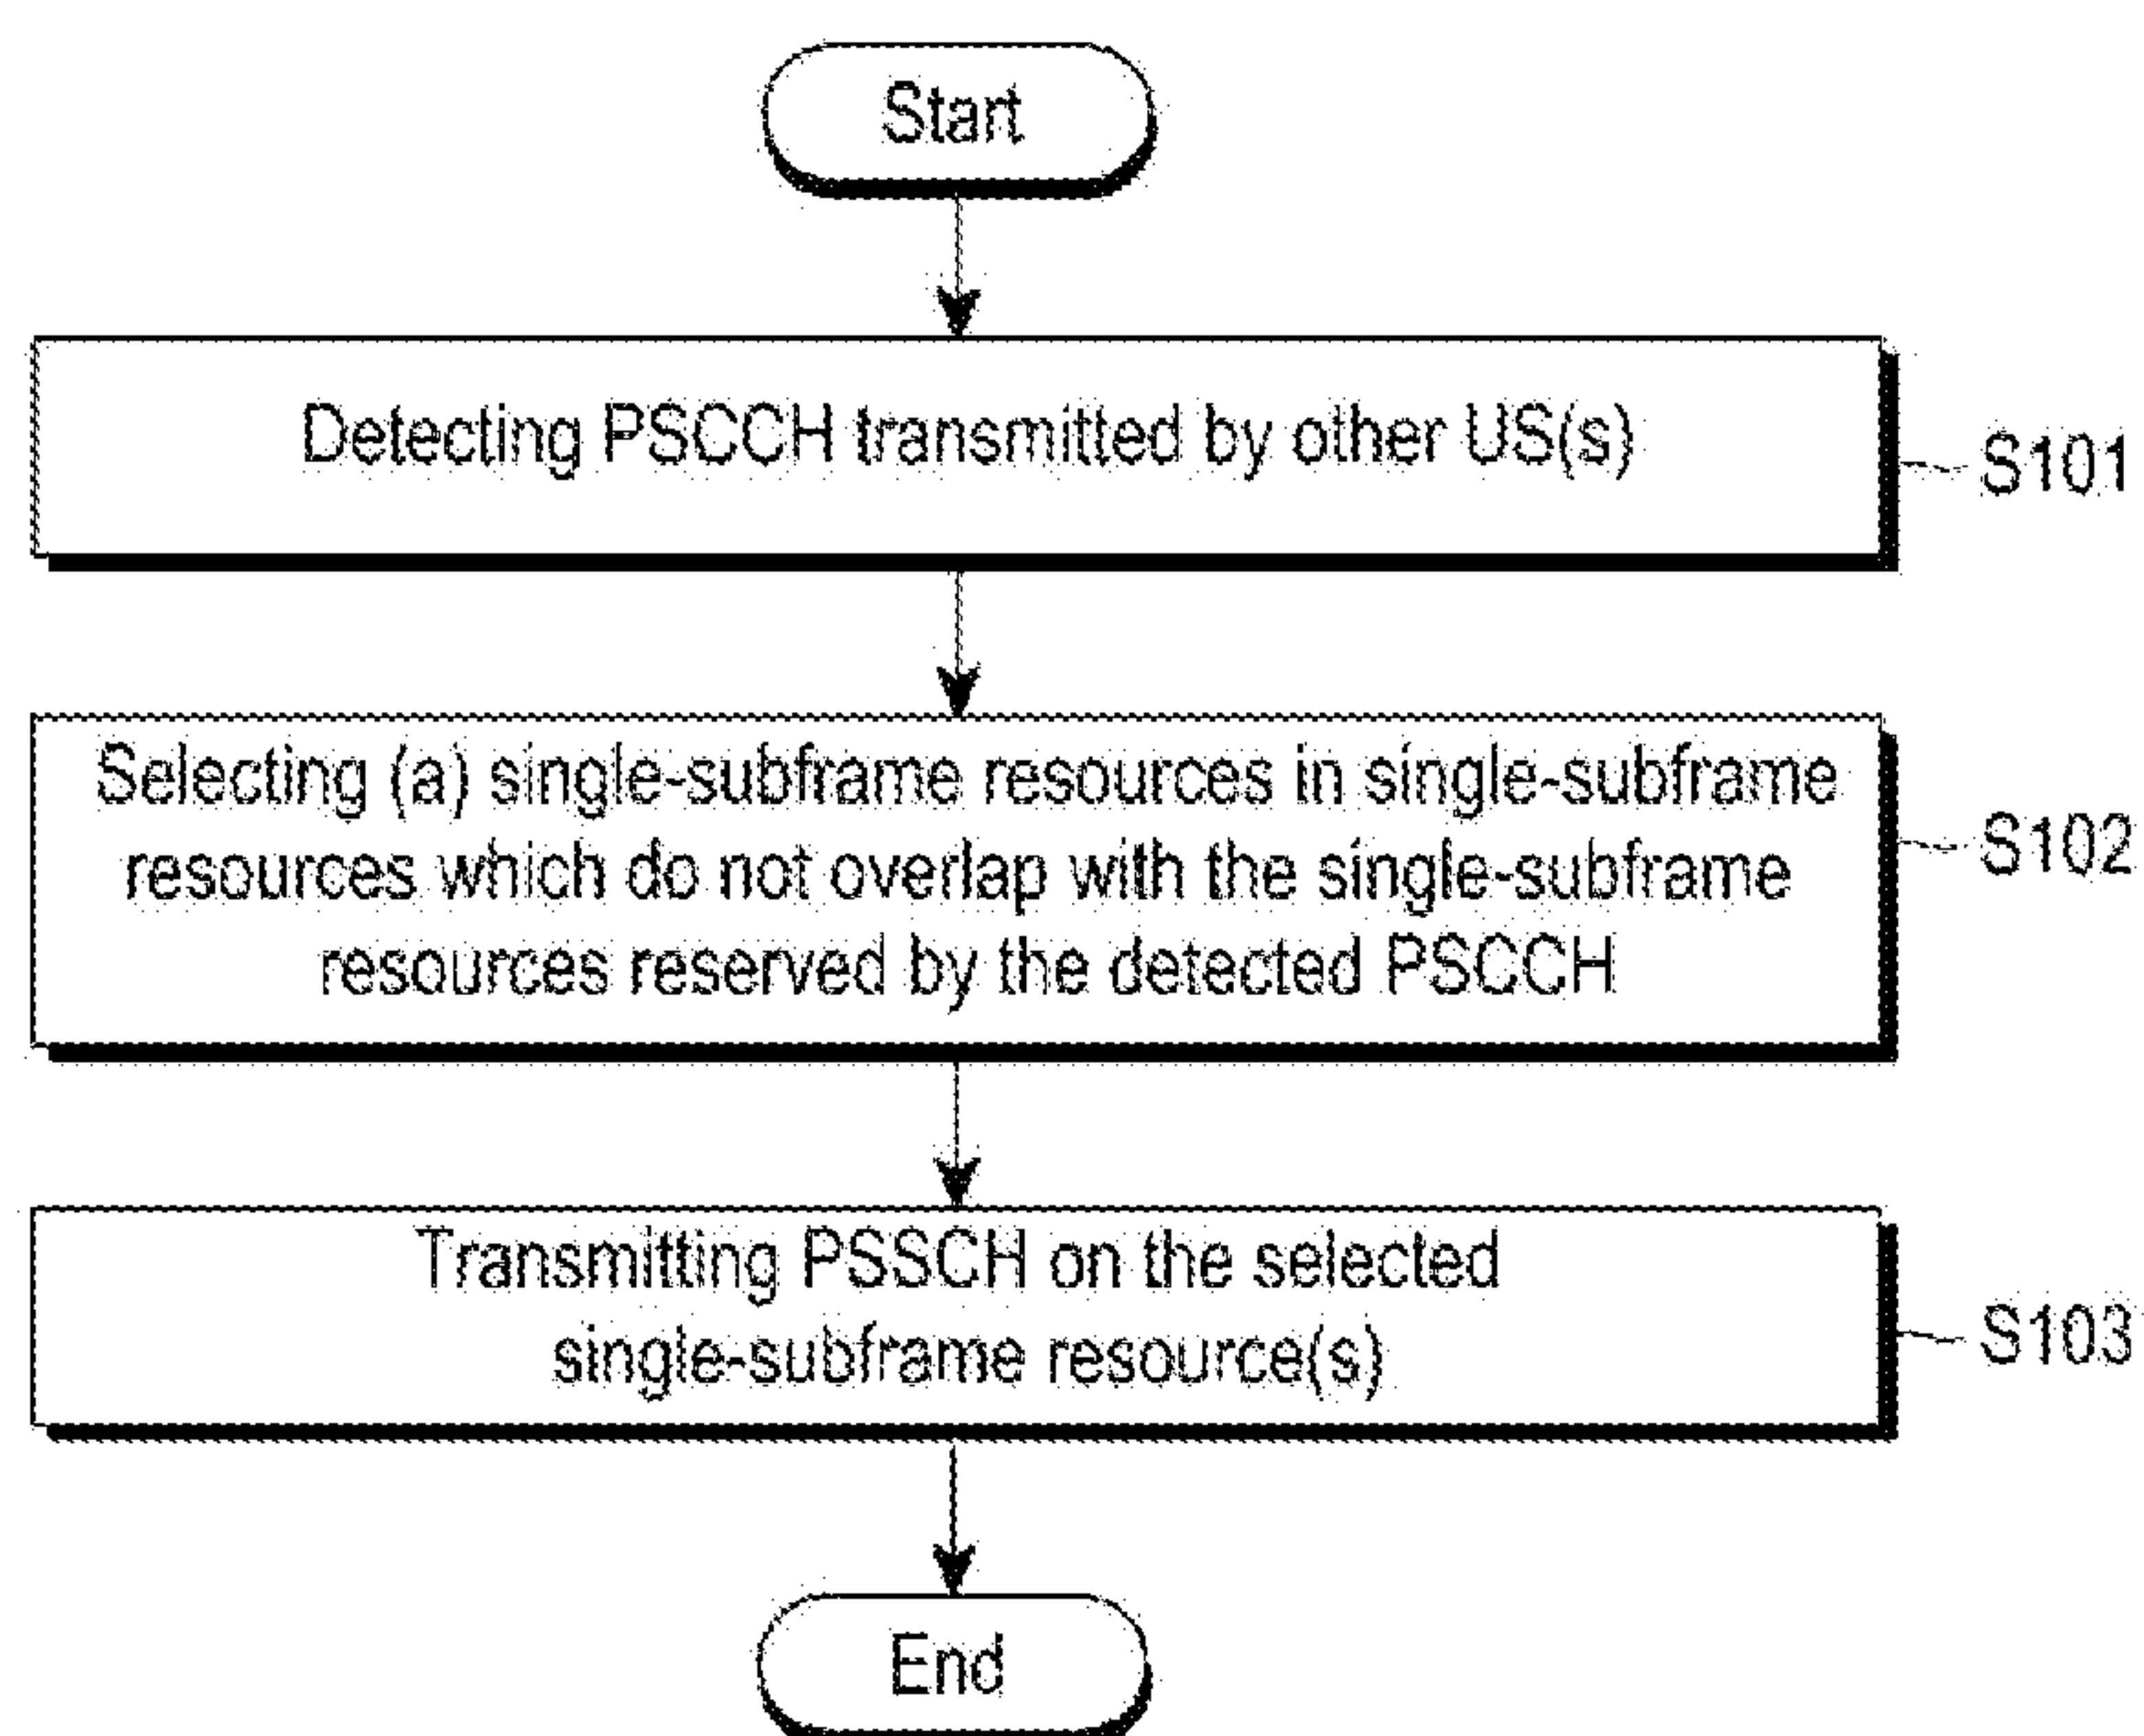 Start
Detecting PSCCH transmitted by other US(s)
S101
Selecting (a) single-subframe resources in single-subframe
resources which do not overlap with the single-subframe
resources reserved by the detected PSCCH
S102
Transmitting PSSCH on the selected
single-subframe resource(s)
S103
End